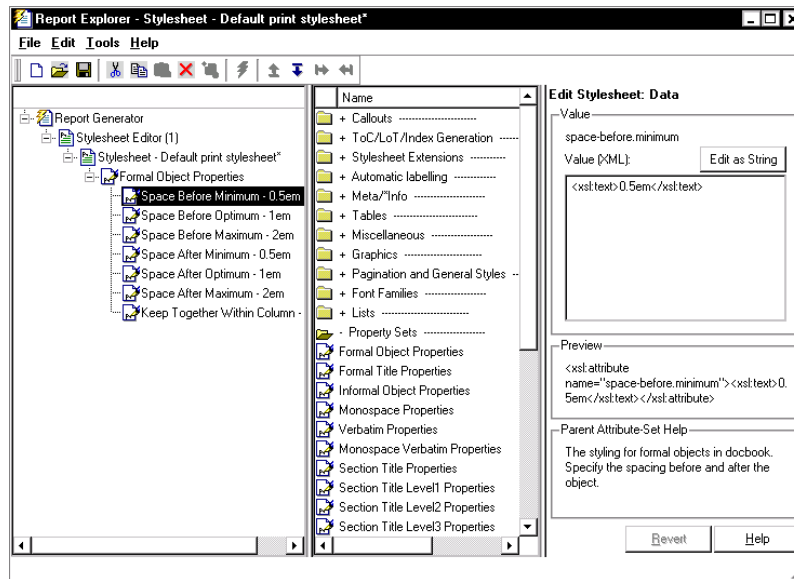 Report Explorer - Stylesheet - Default print stylesheet*
File Edit Tools Help
Report Generator
Stylesheet Editor (1)
Stylesheet - Default print stylesheet*
Formal Object Properties
Space Before Minimum - 0.5em
Space Before Optimum - 1em
Space Before Maximum - 2em
Space After Minimum - 0.5em
Space After Optimum - 1em
Space After Maximum - 2em
Keep Together Within Column -
Name
+ Callouts ---------------------
+ ToC/LoT/Index Generation -----
+ Stylesheet Extensions -----------------
+ Automatic labelling -----------------
+ Meta/*Info -----------------
+ Tables -----------------------
+ Miscellaneous -----------------
+ Graphics -----------------------
+ Pagination and General Styles --
+ Font Families -----------------
+ Lists ------------------------
- Property Sets -----------------
Formal Object Properties
Formal Title Properties
Informal Object Properties
Monospace Properties
Verbatim Properties
Monospace Verbatim Properties
Section Title Properties
Section Title Level1 Properties
Section Title Level2 Properties
Section Title Level3 Properties
Edit Stylesheet: Data
Value
space-before.minimum
Value (XML):
Edit as String
<xsl:text>0.5em</xsl:text>
Preview
<xsl:attribute
name="space-before.minimum"><xsl:text>0.
5em</xsl:text></xsl:attribute>
Parent Attribute-Set Help
The styling for formal objects in docbook.
Specify the spacing before and after the
object.
Revert
Help